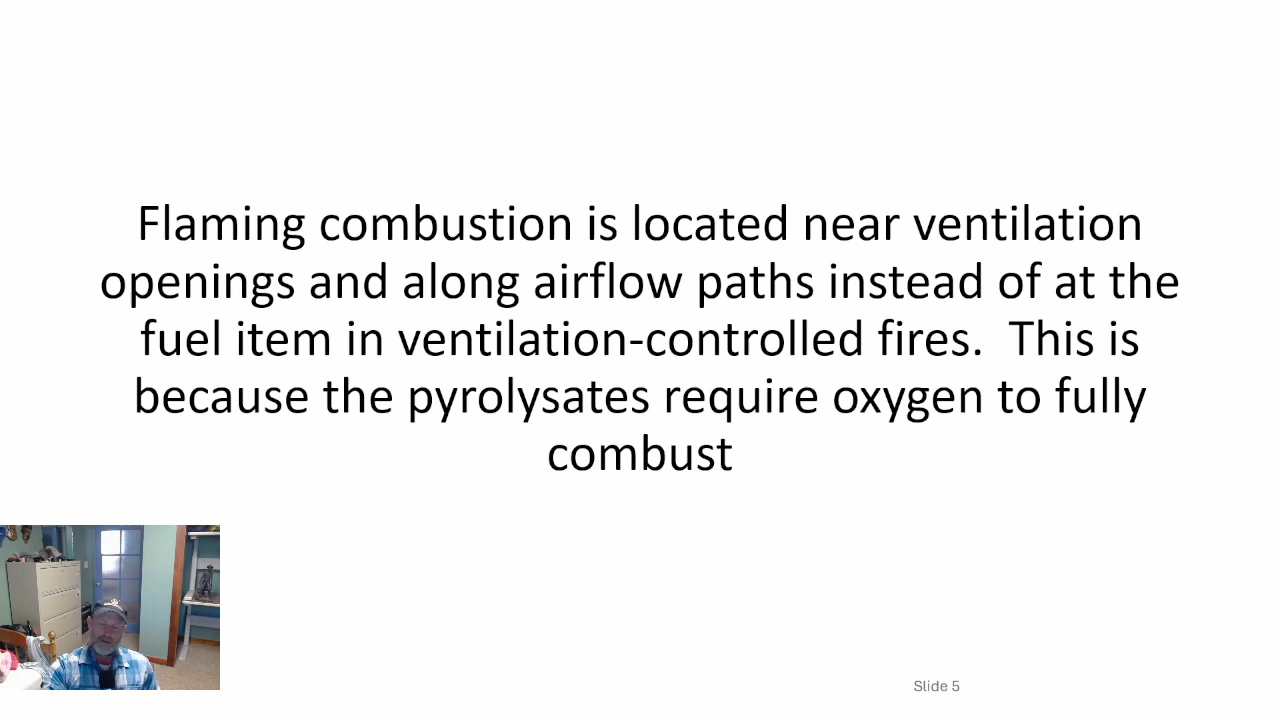 Flaming combustion is located near ventilation
openings and along airflow paths instead of at the
fuel item in ventilation-controlled fires.  This is
because the pyrolysates require oxygen to fully
combust
Slide 5